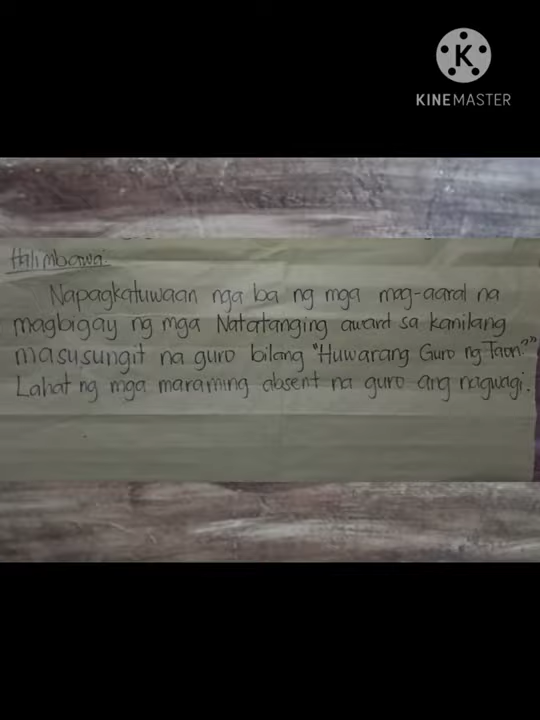 K
KINEMASTER
Halimbawa:
Napagkatuwaan nga ba ng mga mag-aaral na
magbigay ng mga Natatanging award sa kanilang
masusungit na guro bilang "Huwarang Guro ng Taon?"
Lahat ng mga maraming absent na guro ang nagwagi.